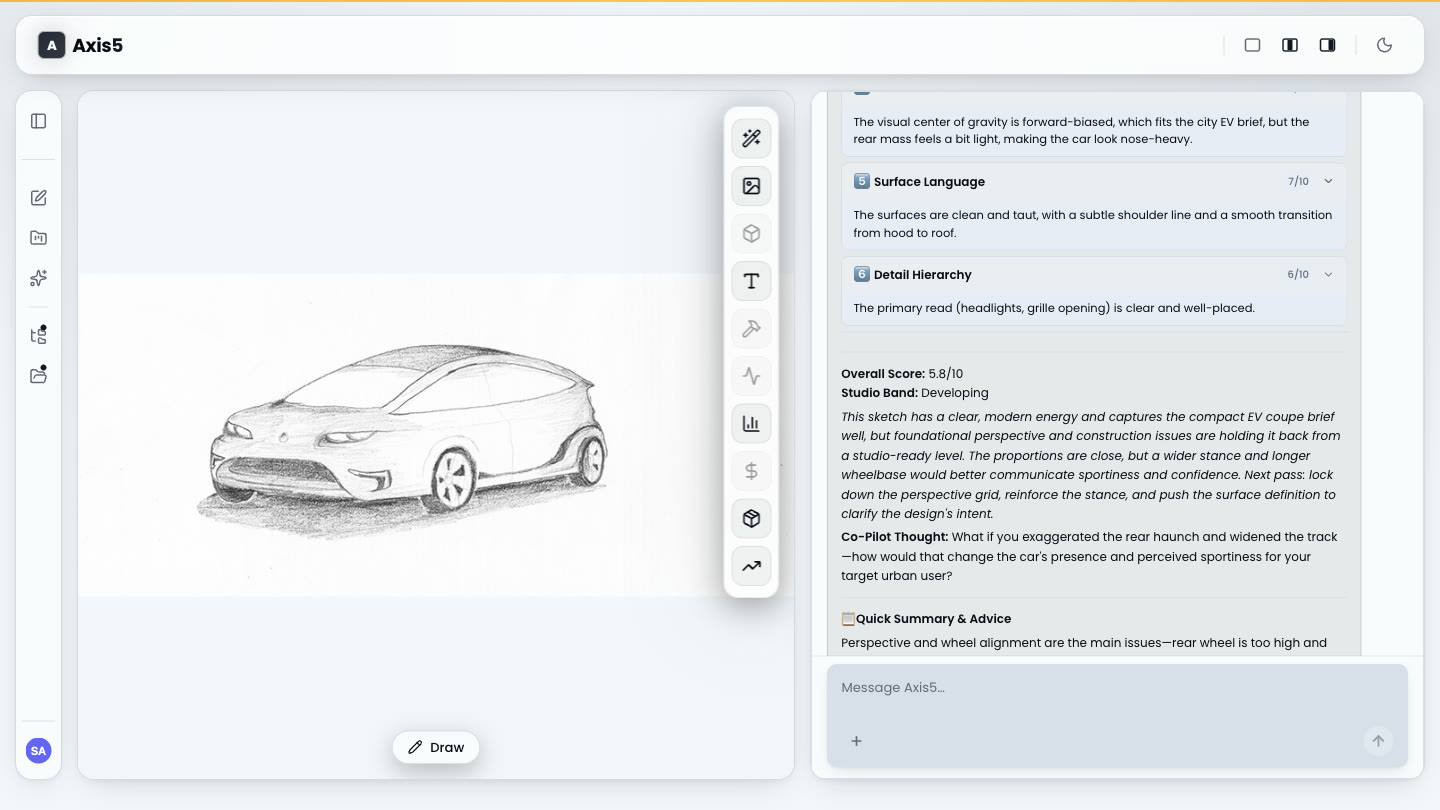 A Axis5
The visual center of gravity is forward-biased, which fits the city EV brief, but the
rear mass feels a bit light, making the car look nose-heavy.
5 Surface Language 7/10
The surfaces are clean and taut, with a subtle shoulder line and a smooth transition
from hood to roof.
6 Detail Hierarchy 6/10
The primary read (headlights, grille opening) is clear and well-placed.
Overall Score: 5.8/10
Studio Band: Developing
This sketch has a clear, modern energy and captures the compact EV coupe brief
well, but foundational perspective and construction issues are holding it back from
a studio-ready level. The proportions are close, but a wider stance and longer
wheelbase would better communicate sportiness and confidence. Next pass: lock
down the perspective grid, reinforce the stance, and push the surface definition to
clarify the design's intent.
Co-Pilot Thought: What if you exaggerated the rear haunch and widened the track
—how would that change the car's presence and perceived sportiness for your
target urban user?
Quick Summary & Advice
Perspective and wheel alignment are the main issues—rear wheel is too high and
Message Axis5...
SA
Draw